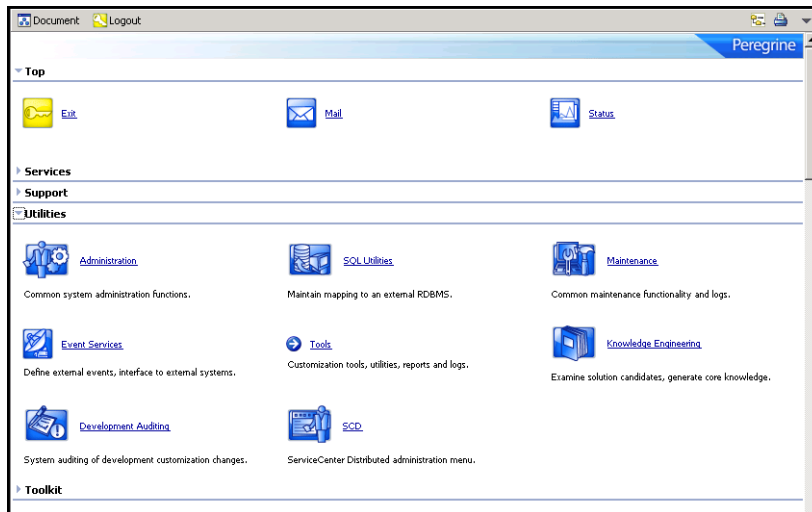 Document Logout
Peregrine
Top
Exit Mail Status
Services
Support
Utilities
Administration SQL Utilities Maintenance
Common system administration functions. Maintain mapping to an external RDBMS. Common maintenance functionality and logs.
Event Services Tools Knowledge Engineering
Define external events, interface to external systems. Customization tools, utilities, reports and logs. Examine solution candidates, generate core knowledge.
Development Auditing SCD
System auditing of development customization changes. ServiceCenter Distributed administration menu.
Toolkit